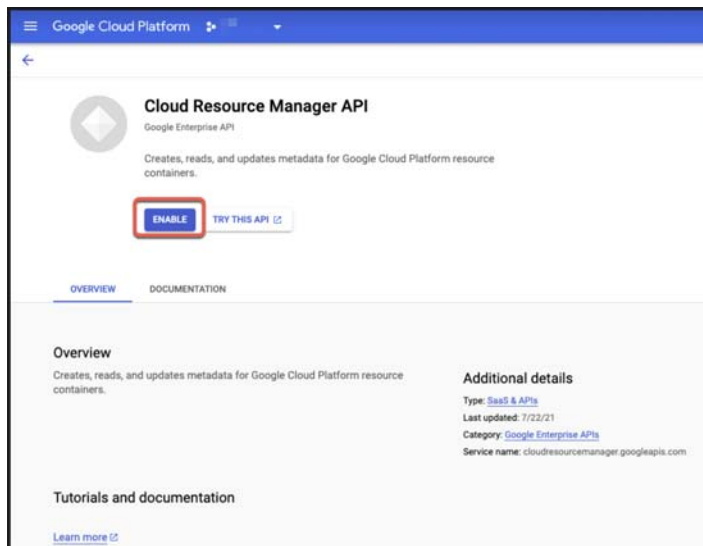 Google Cloud Platform
Cloud Resource Manager API
Google Enterprise API
Creates, reads, and updates metadata for Google Cloud Platform resource
containers.
ENABLE TRY THIS API
OVERVIEW DOCUMENTATION
Overview
Creates, reads, and updates metadata for Google Cloud Platform resource
containers.
Additional details
Type: SaaS & APIs
Last updated: 7/22/21
Category: Google Enterprise APIs
Service name: cloudresourcemanager.googleapis.com
Tutorials and documentation
Learn more